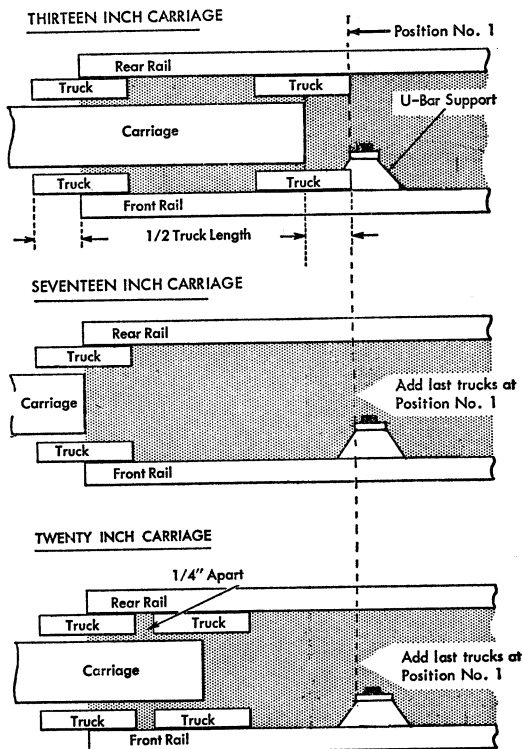 THIRTEEN INCH CARRIAGE
Position No. 1
Rear Rail
Truck
Truck
U-Bar Support
Carriage
Truck
Truck
Front Rail
1/2 Truck Length
SEVENTEEN INCH CARRIAGE
Rear Rail
Truck
Carriage
Add last trucks at
Position No. 1
Truck
Front Rail
TWENTY INCH CARRIAGE
1/4" Apart
Rear Rail
Truck
Truck
Carriage
Add last trucks at
Position No. 1
Truck
Truck
Front Rail